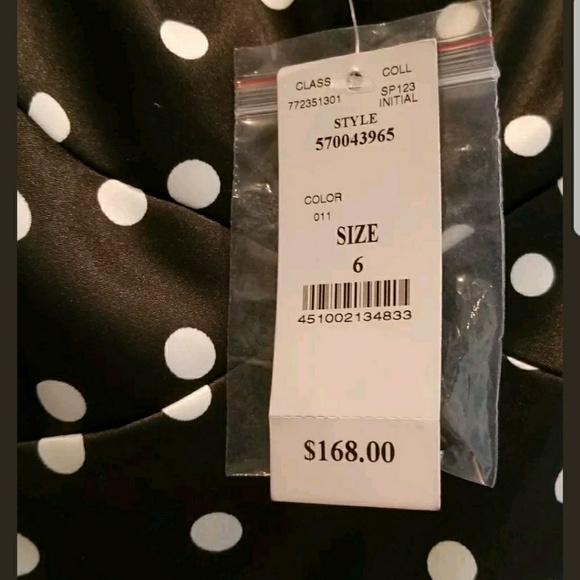 CLASS COLL
772351301 SP123
INITIAL
STYLE
570043965
COLOR
011
SIZE
6
451002134833
$168.00